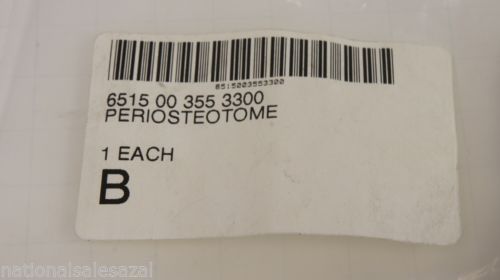 6515003553300
6515 00 355 3300
PERIOSTEOTOME
1 EACH
B
nationalsalesazal